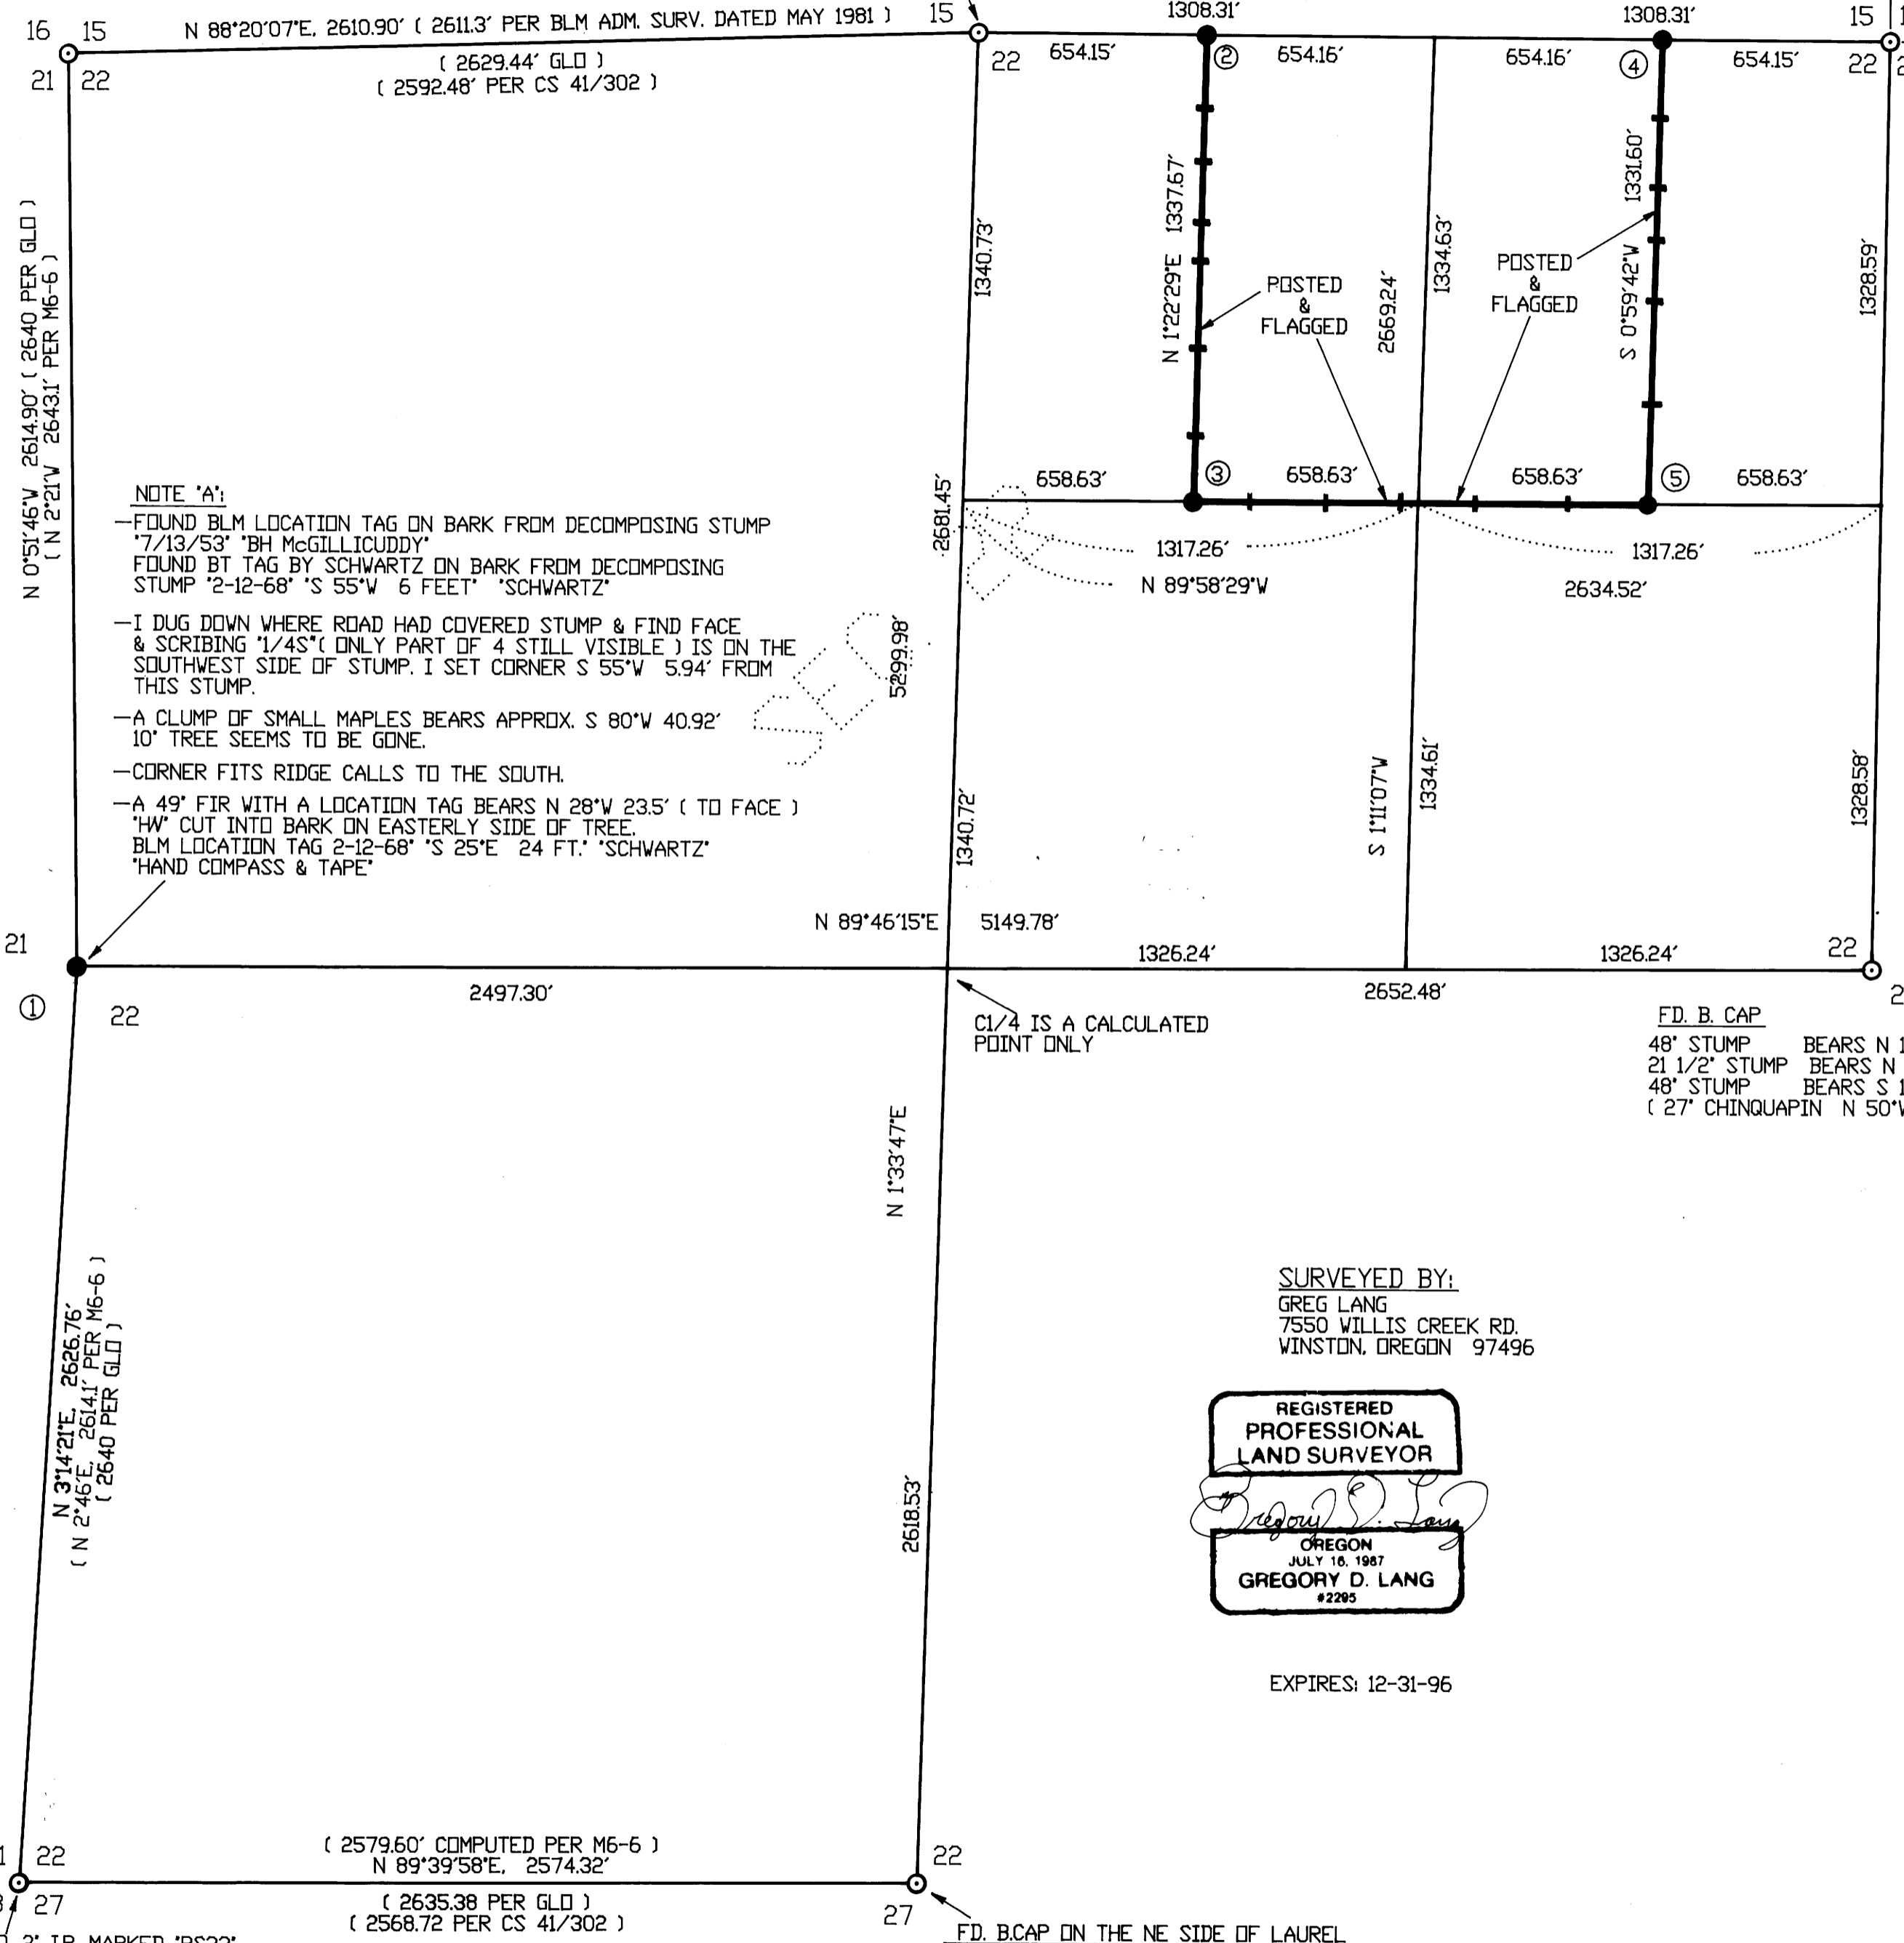 16 15
N 88°20'07"E, 2610.90' ( 2611.3' PER BLM ADM. SURV. DATED MAY 1981 )
15
1308.31'
1308.31'
15
21 22
( 2629.44' GLO )
( 2592.48' PER CS 41/302 )
22
654.15'
②
654.16'
654.16'
④
654.15'
22
N 0°51'46"W 2614.90' ( 2640 PER GLO )
( N 2°21'W 2643.1' PER M6-6 )
1340.73'
N 1°22'29"E 1337.67'
POSTED
&
FLAGGED
2669.24'
1334.63'
POSTED
&
FLAGGED
S 0°59'42"W 1331.60'
1328.59'
658.63'
③
658.63'
658.63'
⑤
658.63'
2681.45'
1317.26'
1317.26'
N 89°58'29"W
2634.52'
NOTE "A":
—FOUND BLM LOCATION TAG ON BARK FROM DECOMPOSING STUMP
"7/13/53" "BH McGILLICUDDY"
FOUND BT TAG BY SCHWARTZ ON BARK FROM DECOMPOSING
STUMP "2-12-68" "S 55°W 6 FEET" "SCHWARTZ"
—I DUG DOWN WHERE ROAD HAD COVERED STUMP & FIND FACE
& SCRIBING "1/4S"( ONLY PART OF 4 STILL VISIBLE ) IS ON THE
SOUTHWEST SIDE OF STUMP. I SET CORNER S 55°W 5.94' FROM
THIS STUMP.
—A CLUMP OF SMALL MAPLES BEARS APPROX. S 80°W 40.92'
10" TREE SEEMS TO BE GONE.
—CORNER FITS RIDGE CALLS TO THE SOUTH.
—A 49" FIR WITH A LOCATION TAG BEARS N 28°W 23.5' ( TO FACE )
"HW" CUT INTO BARK ON EASTERLY SIDE OF TREE.
BLM LOCATION TAG 2-12-68" "S 25°E 24 FT." "SCHWARTZ"
"HAND COMPASS & TAPE"
5299.98'
1340.72'
S 1°11'07"W
1334.61'
1328.58'
21
N 89°46'15"E 5149.78'
1326.24'
1326.24'
22
①
22
2497.30'
2652.48'
C1/4 IS A CALCULATED
POINT ONLY
FD. B. CAP
48" STUMP BEARS N 1
21 1/2" STUMP BEARS N
48" STUMP BEARS S 1
( 27" CHINQUAPIN N 50°W
N 1°33'47"E
2618.53'
N 3°14'21"E, 2626.76'
( N 2°46'E, 2614.1' PER M6-6 )
( 2640 PER GLO )
SURVEYED BY:
GREG LANG
7550 WILLIS CREEK RD.
WINSTON, OREGON 97496
REGISTERED
PROFESSIONAL
LAND SURVEYOR
Gregory D. Lang
OREGON
JULY 16, 1987
GREGORY D. LANG
#2295
EXPIRES: 12-31-96
22
( 2579.60' COMPUTED PER M6-6 )
N 89°39'58"E, 2574.32'
22
27
( 2635.38 PER GLO )
( 2568.72 PER CS 41/302 )
27
FD. B.CAP ON THE NE SIDE OF LAUREL
2" I.P. MARKED "RS22"